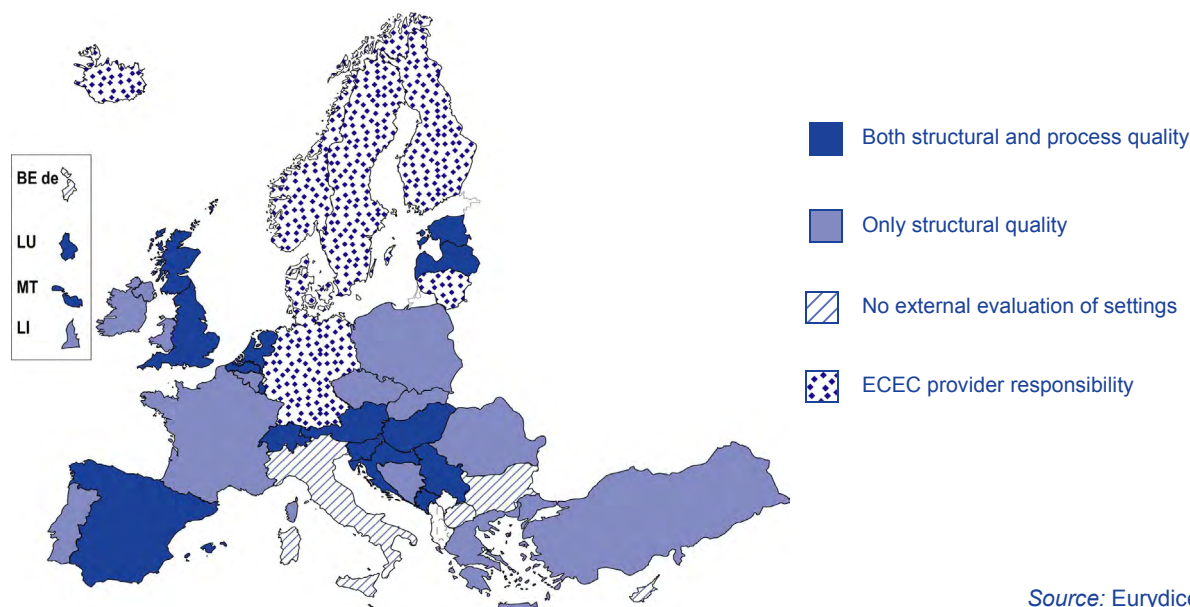 BE de
LU
MT
LI
Both structural and process quality
Only structural quality
No external evaluation of settings
ECEC provider responsibility
Source: Eurydice